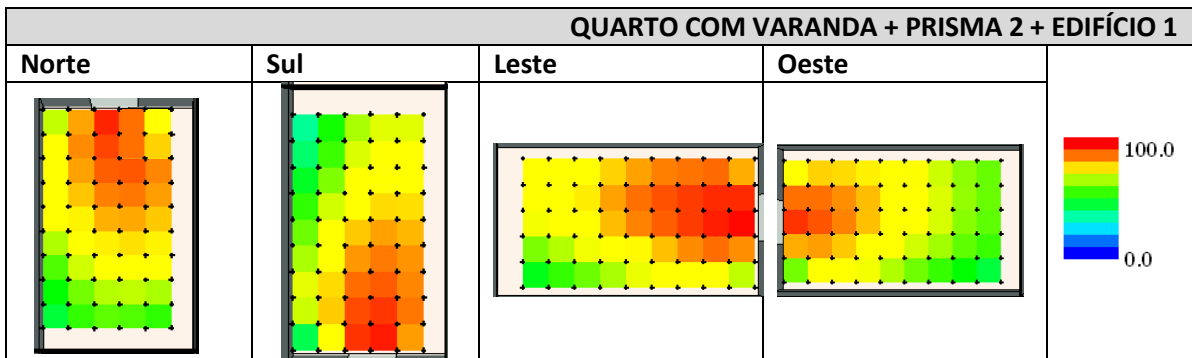 QUARTO COM VARANDA + PRISMA 2 + EDIFÍCIO 1
Norte Sul Leste Oeste
100.0
0.0